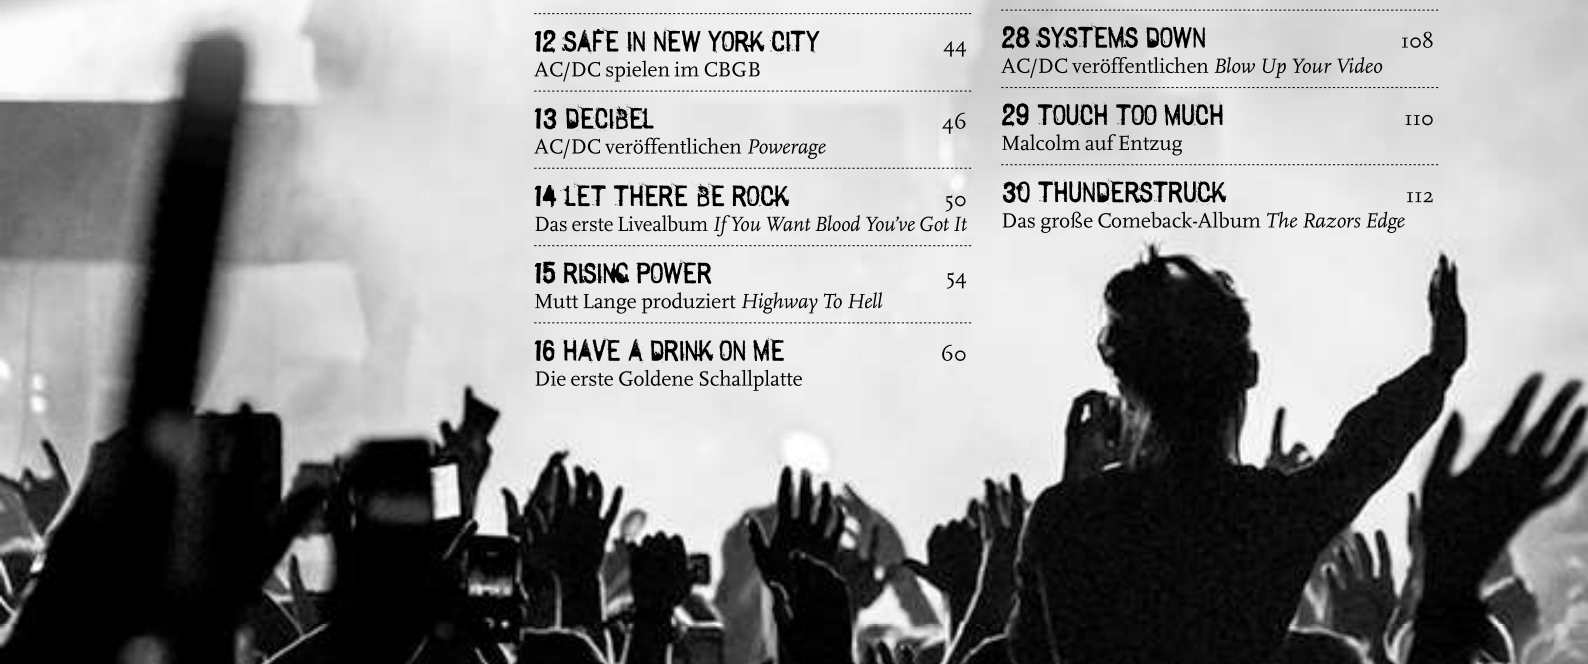 12 SAFE IN NEW YORK CITY 44
AC/DC spielen im CBGB
13 DECIBEL 46
AC/DC veröffentlichen Powerage
14 LET THERE BE ROCK 50
Das erste Livealbum If You Want Blood You've Got It
15 RISING POWER 54
Mutt Lange produziert Highway To Hell
16 HAVE A DRINK ON ME 60
Die erste Goldene Schallplatte
28 SYSTEMS DOWN 108
AC/DC veröffentlichen Blow Up Your Video
29 TOUCH TOO MUCH 110
Malcolm auf Entzug
30 THUNDERSTRUCK 112
Das große Comeback-Album The Razors Edge